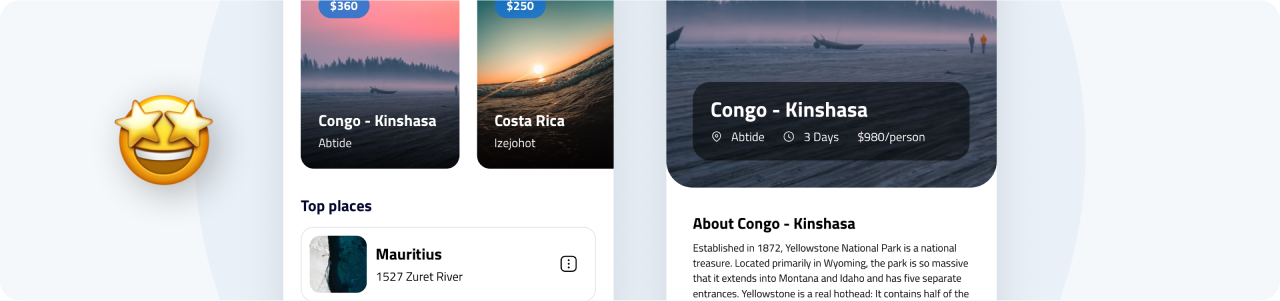 $360
$250
Congo - Kinshasa
Abtide
Costa Rica
Izejohot
Top places
Mauritius
1527 Zuret River
Congo - Kinshasa
Abtide 3 Days $980/person
About Congo - Kinshasa
Established in 1872, Yellowstone National Park is a national
treasure. Located primarily in Wyoming, the park is so massive
that it extends into Montana and Idaho and has five separate
entrances. Yellowstone is a real hothead: It contains half of the